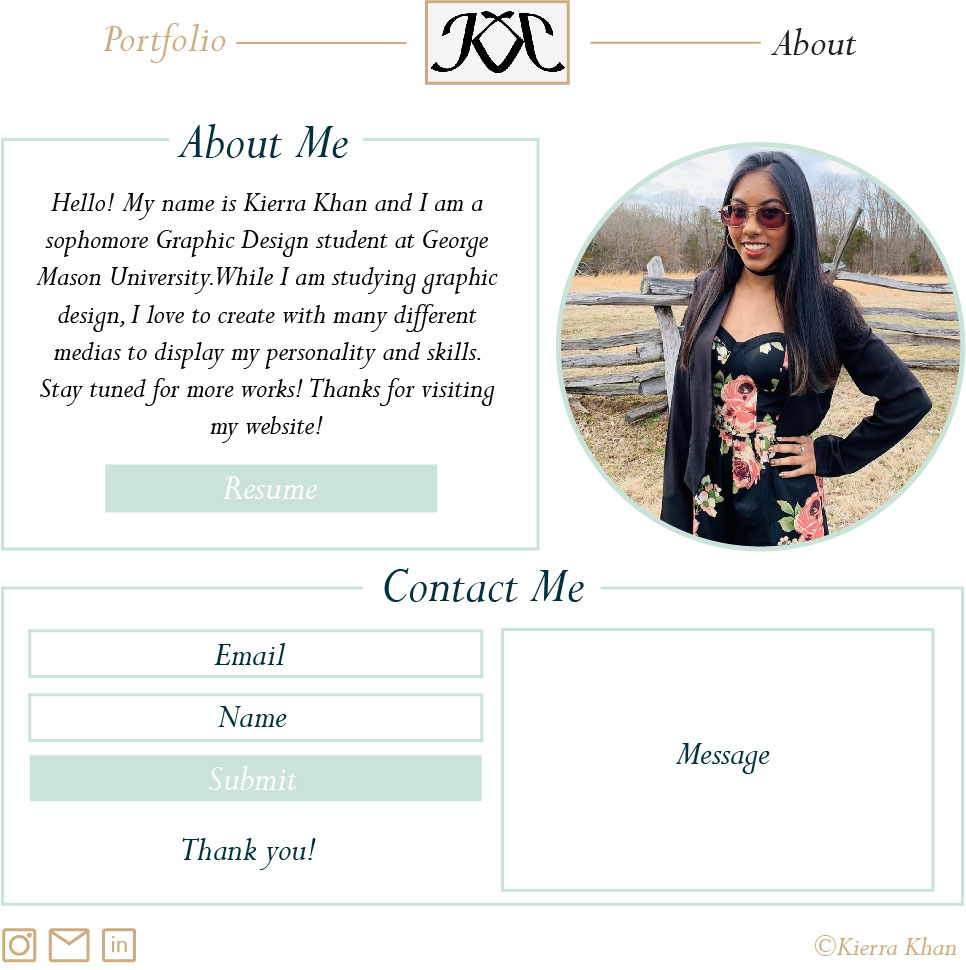 Portfolio
KK
About
About Me
Hello! My name is Kierra Khan and I am a
sophomore Graphic Design student at George
Mason University.While I am studying graphic
design, I love to create with many different
medias to display my personality and skills.
Stay tuned for more works! Thanks for visiting
my website!
Resume
Contact Me
Email
Name
Submit
Thank you!
Message
in
©Kierra Khan